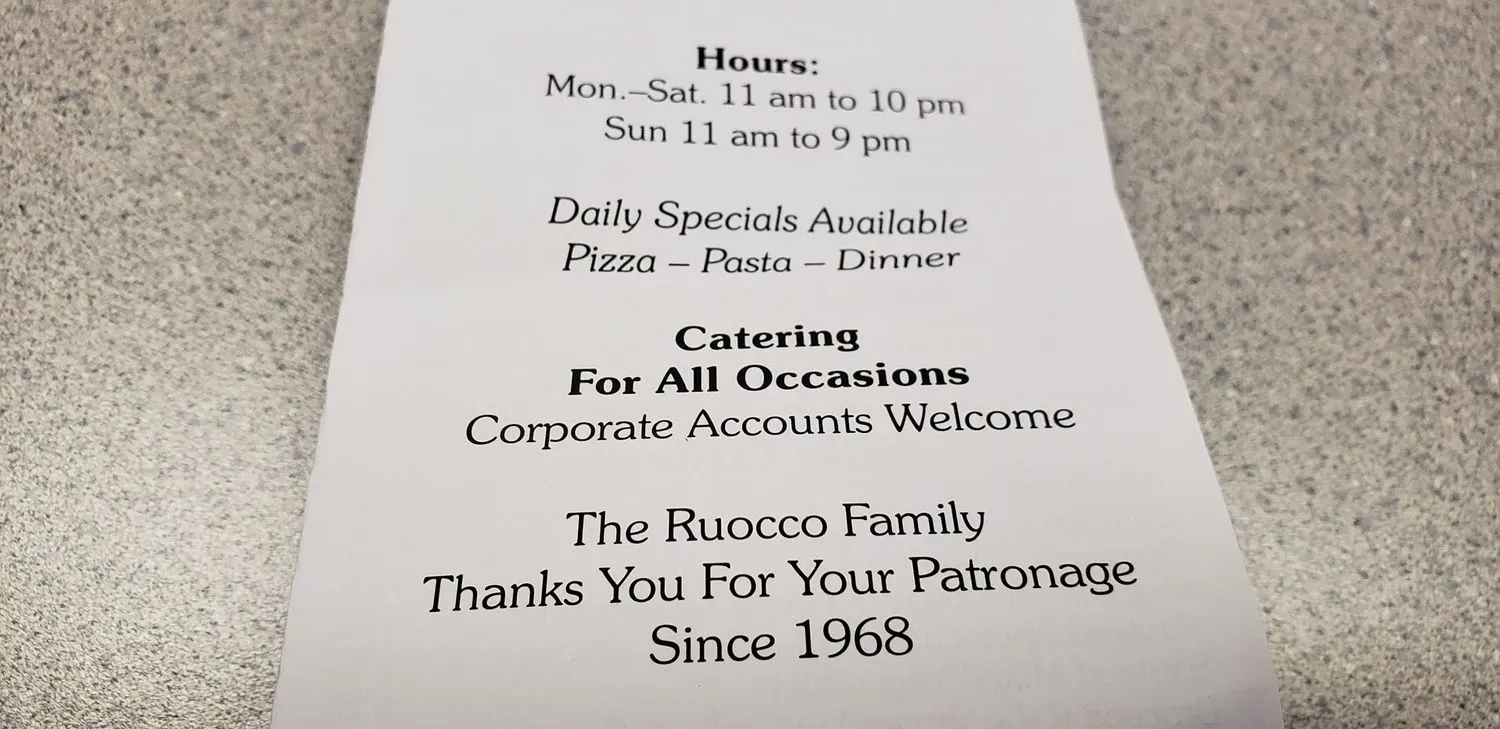 Hours:
Mon.–Sat. 11 am to 10 pm
Sun 11 am to 9 pm
Daily Specials Available
Pizza – Pasta – Dinner
Catering
For All Occasions
Corporate Accounts Welcome
The Ruocco Family
Thanks You For Your Patronage
Since 1968